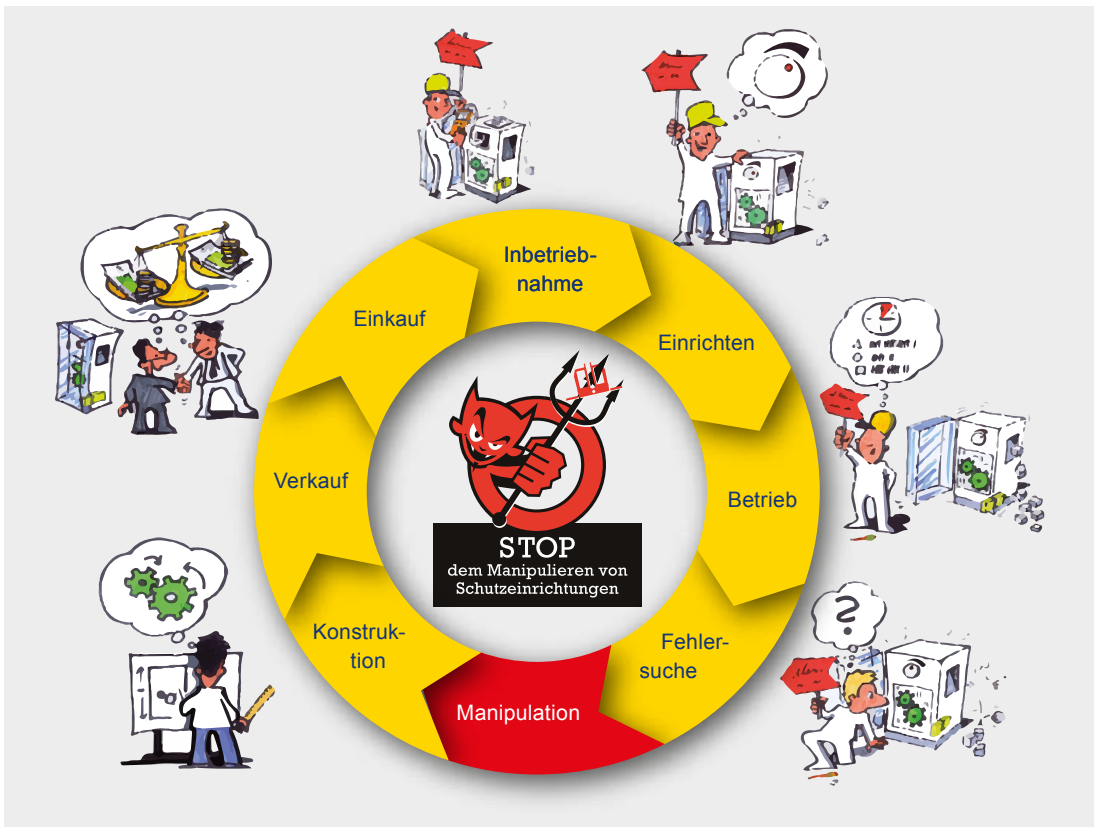 Inbetrieb-
nahme
Einrichten
Betrieb
Fehler-
suche
Manipulation
Konstruk-
tion
Verkauf
Einkauf
STOP
dem Manipulieren von
Schutzeinrichtungen